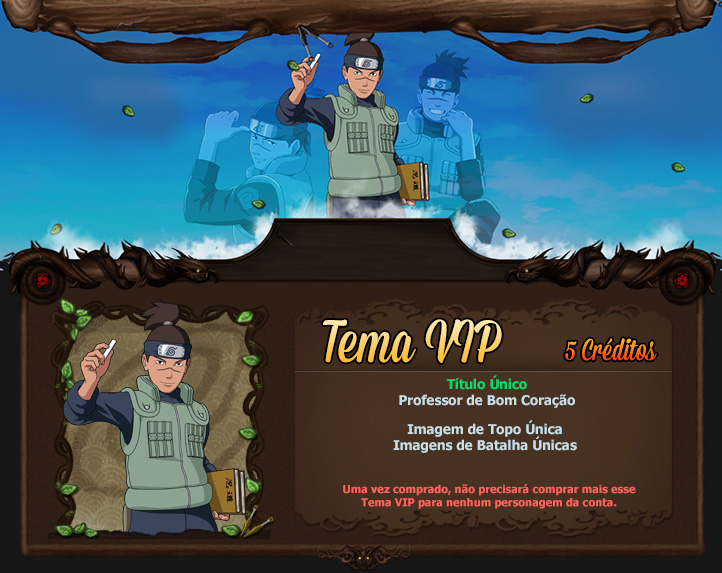 Tema VIP
5 Créditos
Título Único
Professor de Bom Coração
Imagem de Topo Única
Imagens de Batalha Únicas
Uma vez comprado, não precisará comprar mais esse
Tema VIP para nenhum personagem da conta.